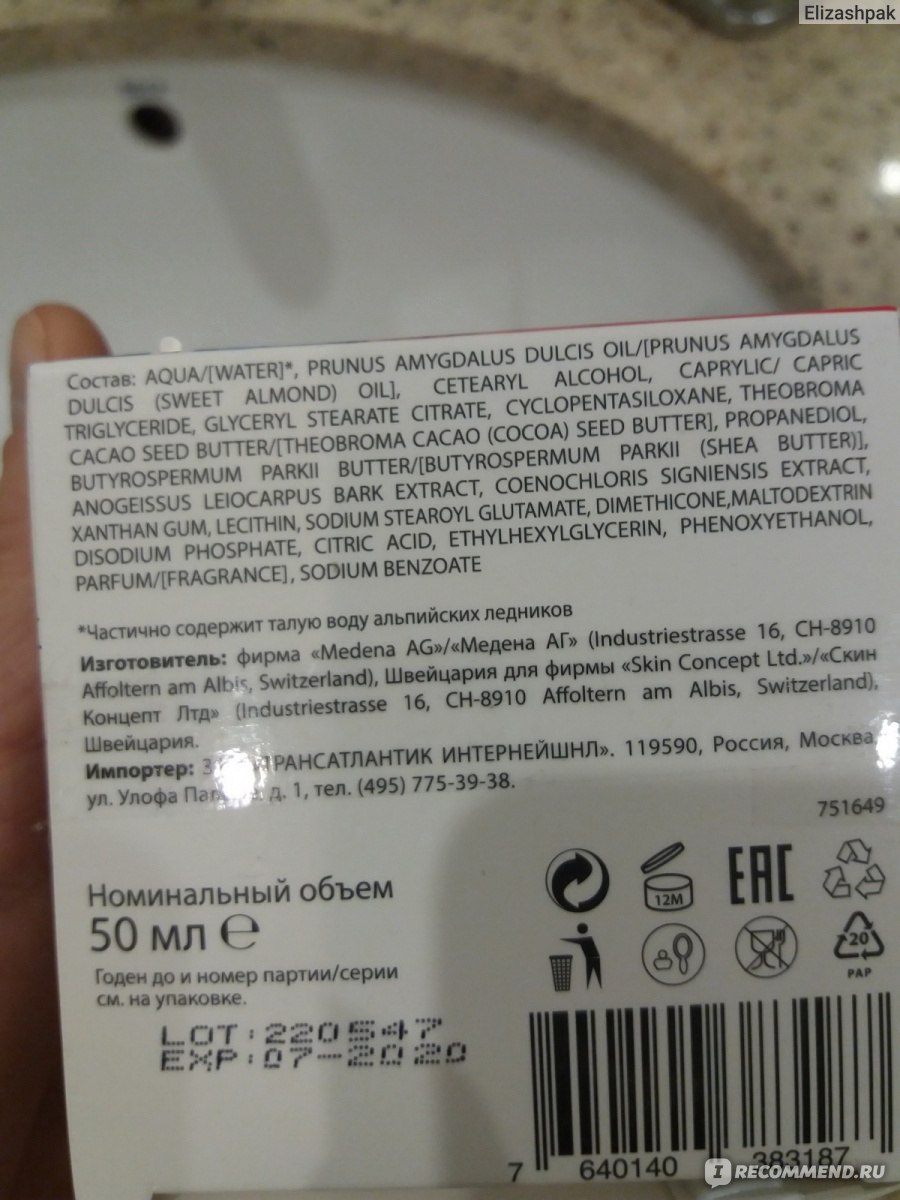 Elizashpak
Состав: AQUA/[WATER]*, PRUNUS AMYGDALUS DULCIS OIL/[PRUNUS AMYGDALUS
DULCIS (SWEET ALMOND) OIL], CETEARYL ALCOHOL, CAPRYLIC/ CAPRIC
TRIGLYCERIDE, GLYCERYL STEARATE CITRATE, CYCLOPENTASILOXANE, THEOBROMA
CACAO SEED BUTTER/[THEOBROMA CACAO (COCOA) SEED BUTTER], PROPANEDIOL,
BUTYROSPERMUM PARKII BUTTER/[BUTYROSPERMUM PARKII (SHEA BUTTER)],
ANOGEISSUS LEIOCARPUS BARK EXTRACT, COENOCHLORIS SIGNIENSIS EXTRACT,
XANTHAN GUM, LECITHIN, SODIUM STEAROYL GLUTAMATE, DIMETHICONE,MALTODEXTRIN
DISODIUM PHOSPHATE, CITRIC ACID, ETHYLHEXYLGLYCERIN, PHENOXYETHANOL,
PARFUM/[FRAGRANCE], SODIUM BENZOATE
*Частично содержит талую воду альпийских ледников
Изготовитель: фирма «Medena AG»/«Медена АГ» (Industriestrasse 16, CH-8910
Affoltern am Albis, Switzerland), Швейцария для фирмы «Skin Concept Ltd.»/«Скин
Концепт Лтд» (Industriestrasse 16, CH-8910 Affoltern am Albis, Switzerland),
Швейцария.
Импортер: ИНТЕРНЕЙШНЛ». 119590, Россия, Москва,
ул. Улофа д. 1, тел. (495) 775-39-38.
751649
12M
EAC
Номинальный объем
50 мл ℮
20
PAP
Годен до и номер партии/серии
см. на упаковке.
LOT:220547
EXP:07-2020
7 640140 383187
IRECOMMEND.RU